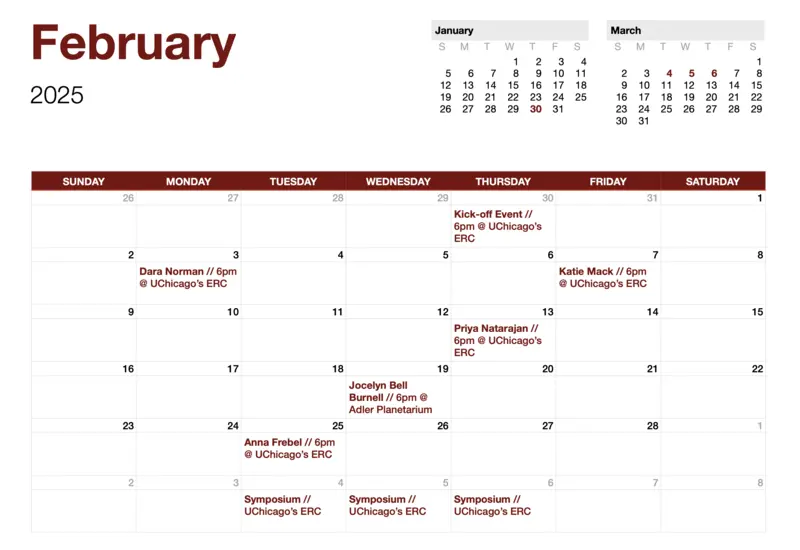 February
2025
January
S M T W T F S
1 2 3 4
5 6 7 8 9 10 11
12 13 14 15 16 17 18
19 20 21 22 23 24 25
26 27 28 29 30 31
March
S M T W T F S
1
2 3 4 5 6 7 8
9 10 11 12 13 14 15
16 17 18 19 20 21 22
23 24 25 26 27 28 29
30 31
SUNDAY MONDAY TUESDAY WEDNESDAY THURSDAY FRIDAY SATURDAY
26 27 28 29 30 31 1
Kick-off Event //
6pm @ UChicago's
ERC
2 3 4 5 6 7 8
Dara Norman // 6pm
@ UChicago's ERC
Katie Mack // 6pm
@ UChicago's ERC
9 10 11 12 13 14 15
Priya Natarajan //
6pm @ UChicago's
ERC
16 17 18 19 20 21 22
Jocelyn Bell
Burnell // 6pm @
Adler Planetarium
23 24 25 26 27 28 1
Anna Frebel // 6pm
@ UChicago's ERC
2 3 4 5 6 7 8
Symposium //
UChicago's ERC
Symposium //
UChicago's ERC
Symposium //
UChicago's ERC